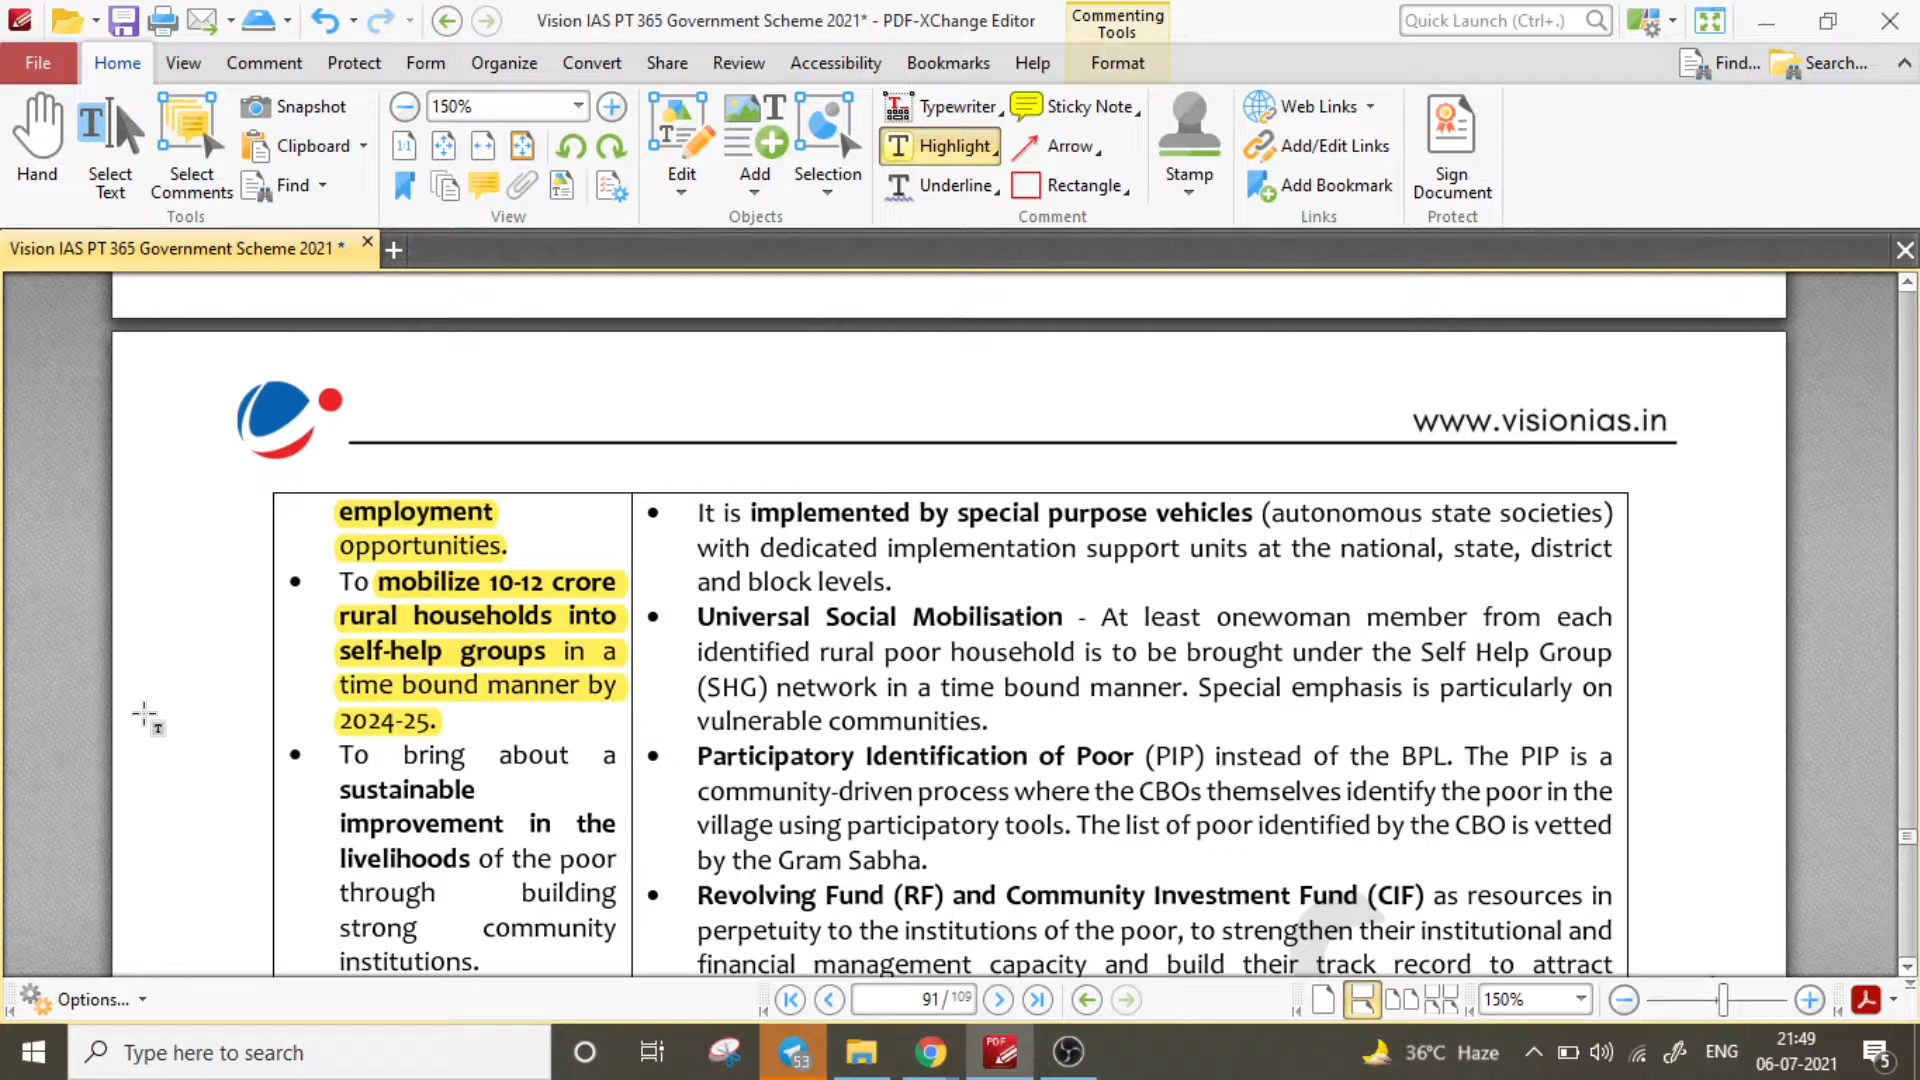 Vision IAS PT 365 Government Scheme 2021* - PDF-XChange Editor
Commenting Tools
Quick Launch (Ctrl+,)
File
Home
View
Comment
Protect
Form
Organize
Convert
Share
Review
Accessibility
Bookmarks
Help
Format
Find...
Search...
Hand
Select Text
Select Comments
Snapshot
Clipboard
Find
Tools
150%
View
Edit
Add
Selection
Objects
Typewriter
Highlight
Underline
Sticky Note
Arrow
Rectangle
Stamp
Comment
Web Links
Add/Edit Links
Add Bookmark
Links
Sign Document
Protect
Vision IAS PT 365 Government Scheme 2021 *
www.visionias.in
employment
opportunities.
• To mobilize 10-12 crore
rural households into
self-help groups in a
time bound manner by
2024-25.
• To bring about a
sustainable
improvement in the
livelihoods of the poor
through building
strong community
institutions.
• It is implemented by special purpose vehicles (autonomous state societies)
with dedicated implementation support units at the national, state, district
and block levels.
• Universal Social Mobilisation - At least onewoman member from each
identified rural poor household is to be brought under the Self Help Group
(SHG) network in a time bound manner. Special emphasis is particularly on
vulnerable communities.
• Participatory Identification of Poor (PIP) instead of the BPL. The PIP is a
community-driven process where the CBOs themselves identify the poor in the
village using participatory tools. The list of poor identified by the CBO is vetted
by the Gram Sabha.
• Revolving Fund (RF) and Community Investment Fund (CIF) as resources in
perpetuity to the institutions of the poor, to strengthen their institutional and
financial management capacity and build their track record to attract
Options...
91 / 109
150%
Type here to search
53
PDF
36°C Haze
ENG
21:49
06-07-2021
5